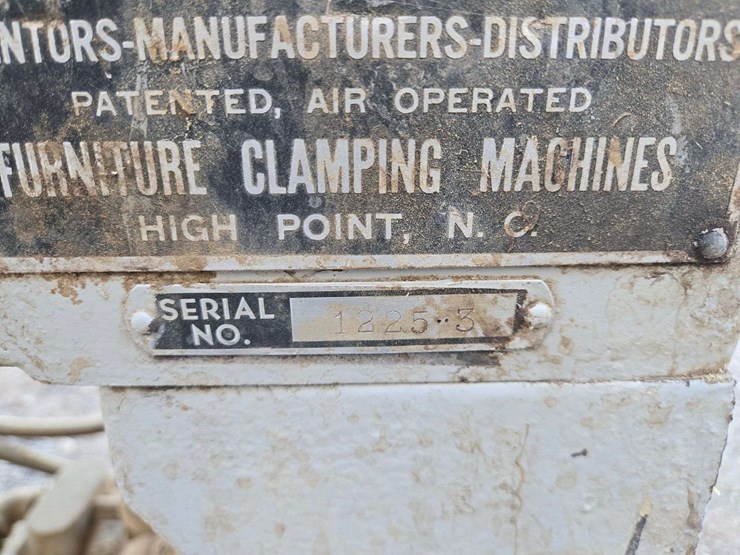 NTORS-MANUFACTURERS-DISTRIBUTORS
PATENTED, AIR OPERATED
FURNITURE CLAMPING MACHINES
HIGH POINT, N. C.
SERIAL NO. 1225-3